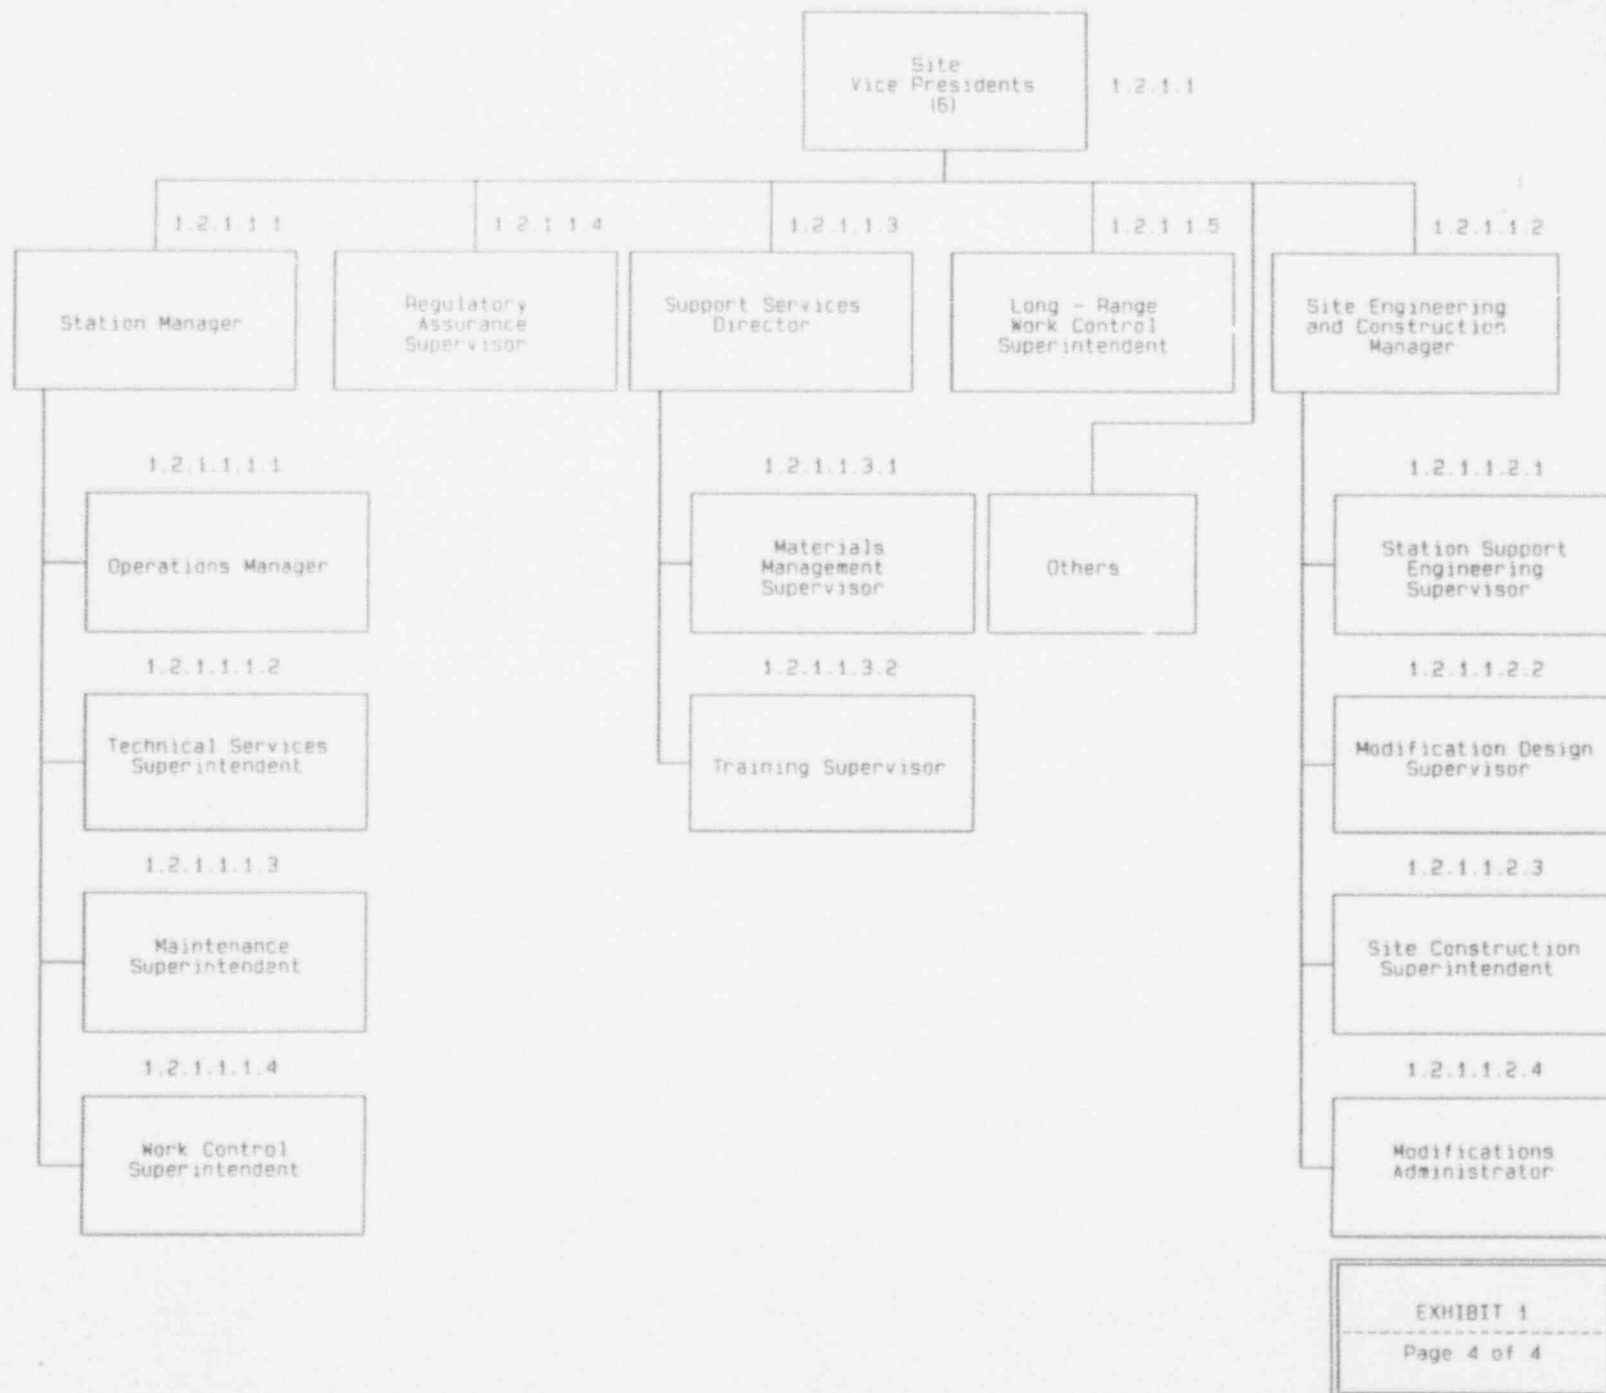 Site
Vice Presidents
(6)
1.2.1.1
1.2.1.1.1
1.2.1.1.4
1.2.1.1.3
1.2.1.1.5
1.2.1.1.2
Station Manager
Regulatory
Assurance
Supervisor
Support Services
Director
Long - Range
Work Control
Superintendent
Site Engineering
and Construction
Manager
1.2.1.1.1.1
Operations Manager
1.2.1.1.1.2
Technical Services
Superintendent
1.2.1.1.1.3
Maintenance
Superintendent
1.2.1.1.1.4
Work Control
Superintendent
1.2.1.1.3.1
Materials
Management
Supervisor
1.2.1.1.3.2
Training Supervisor
Others
1.2.1.1.2.1
Station Support
Engineering
Supervisor
1.2.1.1.2.2
Modification Design
Supervisor
1.2.1.1.2.3
Site Construction
Superintendent
1.2.1.1.2.4
Modifications
Administrator
EXHIBIT 1
Page 4 of 4